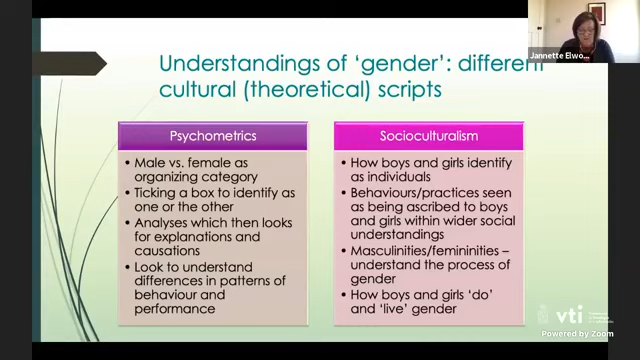 Understandings of ‘gender’: different
cultural (theoretical) scripts
Jannette Elwo...
Psychometrics
• Male vs. female as
organizing category
• Ticking a box to identify as
one or the other
• Analyses which then looks
for explanations and
causations
• Look to understand
differences in patterns of
behaviour and
performance
Socioculturalism
• How boys and girls identify
as individuals
• Behaviours/practices seen
as being ascribed to boys
and girls within wider social
understandings
• Masculinities/femininities –
understand the process of
gender
• How boys and girls ‘do’
and ‘live’ gender
vti
Powered by Zoom